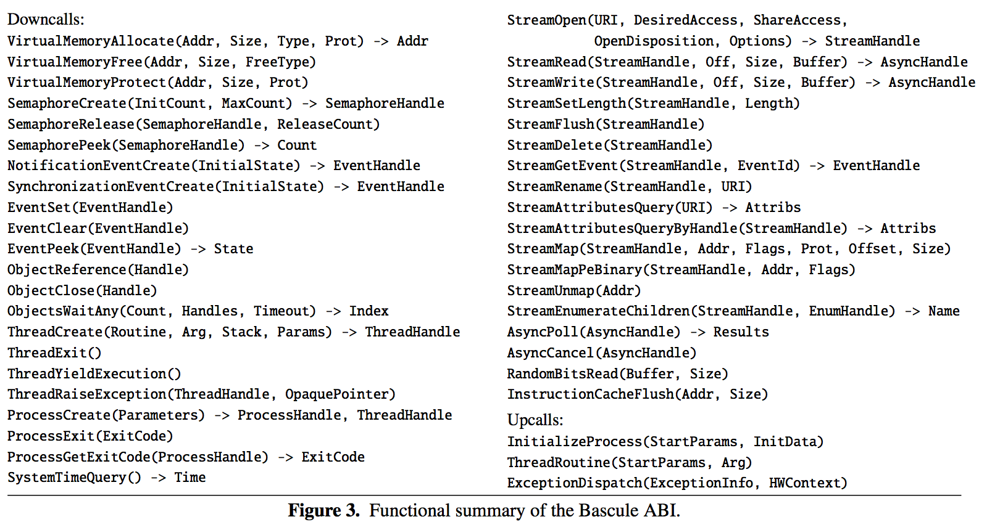 Downcalls:
VirtualMemoryAllocate(Addr, Size, Type, Prot) -> Addr
VirtualMemoryFree(Addr, Size, FreeType)
VirtualMemoryProtect(Addr, Size, Prot)
SemaphoreCreate(InitCount, MaxCount) -> SemaphoreHandle
SemaphoreRelease(SemaphoreHandle, ReleaseCount)
SemaphorePeek(SemaphoreHandle) -> Count
NotificationEventCreate(InitialState) -> EventHandle
SynchronizationEventCreate(InitialState) -> EventHandle
EventSet(EventHandle)
EventClear(EventHandle)
EventPeek(EventHandle) -> State
ObjectReference(Handle)
ObjectClose(Handle)
ObjectsWaitAny(Count, Handles, Timeout) -> Index
ThreadCreate(Routine, Arg, Stack, Params) -> ThreadHandle
ThreadExit()
ThreadYieldExecution()
ThreadRaiseException(ThreadHandle, OpaquePointer)
ProcessCreate(Parameters) -> ProcessHandle, ThreadHandle
ProcessExit(ExitCode)
ProcessGetExitCode(ProcessHandle) -> ExitCode
SystemTimeQuery() -> Time
StreamOpen(URI, DesiredAccess, ShareAccess,
OpenDisposition, Options) -> StreamHandle
StreamRead(StreamHandle, Off, Size, Buffer) -> AsyncHandle
StreamWrite(StreamHandle, Off, Size, Buffer) -> AsyncHandle
StreamSetLength(StreamHandle, Length)
StreamFlush(StreamHandle)
StreamDelete(StreamHandle)
StreamGetEvent(StreamHandle, EventId) -> EventHandle
StreamRename(StreamHandle, URI)
StreamAttributesQuery(URI) -> Attribs
StreamAttributesQueryByHandle(StreamHandle) -> Attribs
StreamMap(StreamHandle, Addr, Flags, Prot, Offset, Size)
StreamMapPeBinary(StreamHandle, Addr, Flags)
StreamUnmap(Addr)
StreamEnumerateChildren(StreamHandle, EnumHandle) -> Name
AsyncPoll(AsyncHandle) -> Results
AsyncCancel(AsyncHandle)
RandomBitsRead(Buffer, Size)
InstructionCacheFlush(Addr, Size)
Upcalls:
InitializeProcess(StartParams, InitData)
ThreadRoutine(StartParams, Arg)
ExceptionDispatch(ExceptionInfo, HWContext)
Figure 3. Functional summary of the Bascule ABI.